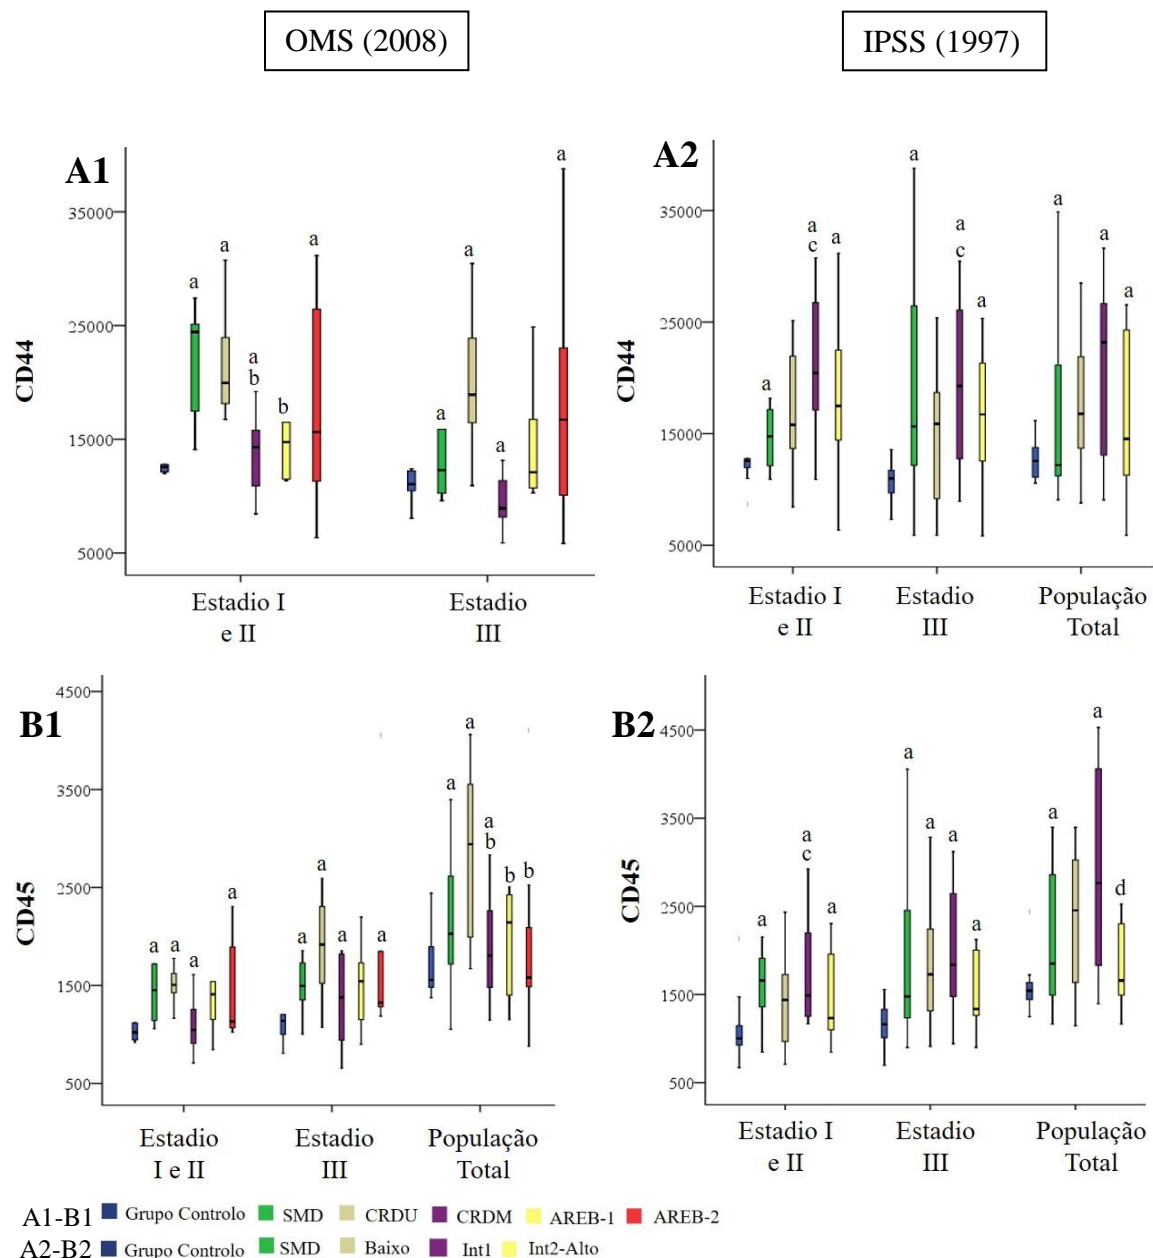 OMS (2008)
IPSS (1997)
A1
CD44
35000
25000
15000
5000
a
a
a
b
b
a
a
a
a
a
Estadio I
e II
Estadio
III
A2
CD44
35000
25000
15000
5000
a
a
c
a
a
a
c
a
a
a
a
Estadio I
e II
Estadio
III
População
Total
B1
CD45
4500
3500
2500
1500
500
a
a
a
a
a
a
a
a
a
a
a
b
b
b
Estadio
I e II
Estadio
III
População
Total
B2
CD45
4500
3500
2500
1500
500
a
a
c
a
a
a
a
a
a
a
d
Estadio I
e II
Estadio
III
População
Total
A1-B1 Grupo Controlo SMD CRDU CRDM AREB-1 AREB-2
A2-B2 Grupo Controlo SMD Baixo Int1 Int2-Alto